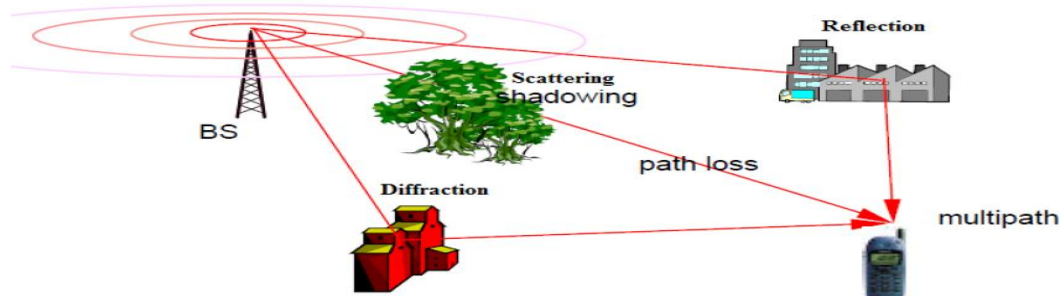 Reflection
Scattering
shadowing
BS
path loss
Diffraction
multipath